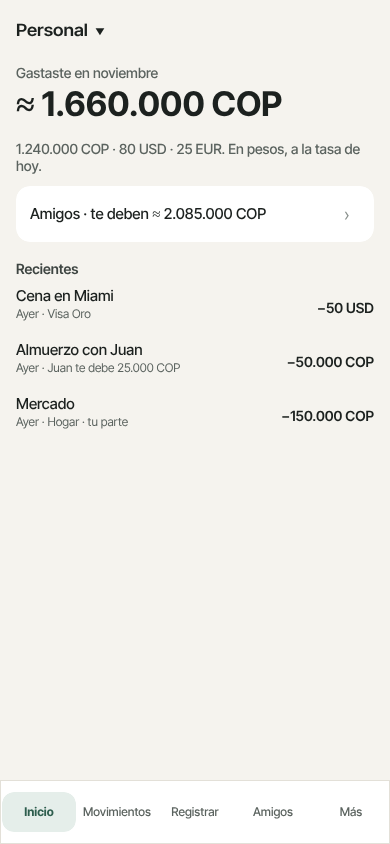 Personal ▼
Gastaste en noviembre
≈ 1.660.000 COP
1.240.000 COP · 80 USD · 25 EUR. En pesos, a la tasa de
hoy.
Amigos · te deben ≈ 2.085.000 COP ›
Recientes
Cena en Miami
Ayer · Visa Oro
−50 USD
Almuerzo con Juan
Ayer · Juan te debe 25.000 COP
−50.000 COP
Mercado
Ayer · Hogar · tu parte
−150.000 COP
Inicio Movimientos Registrar Amigos Más